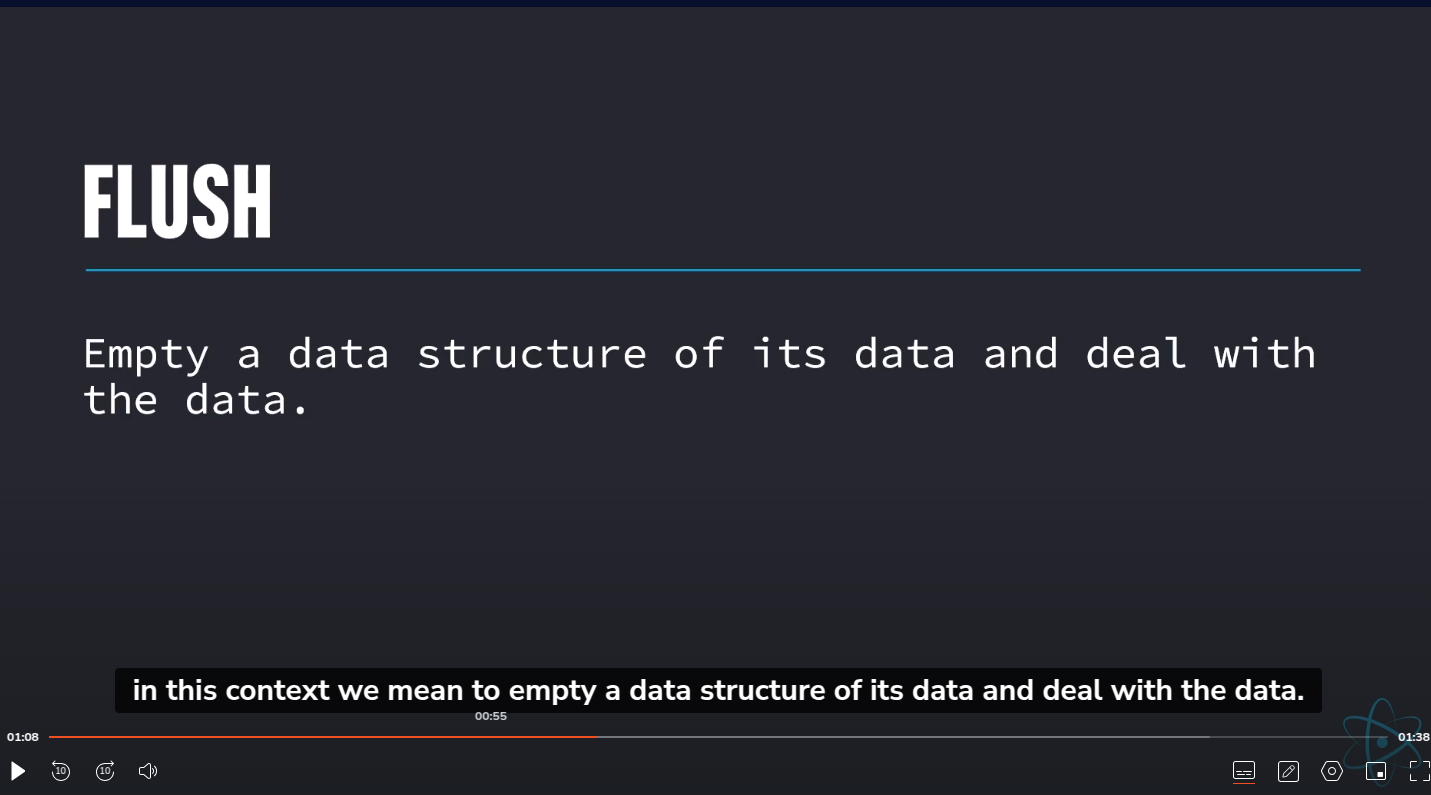 FLUSH
Empty a data structure of its data and deal with
the data.
in this context we mean to empty a data structure of its data and deal with the data.
00:55
01:08
01:38
10
10